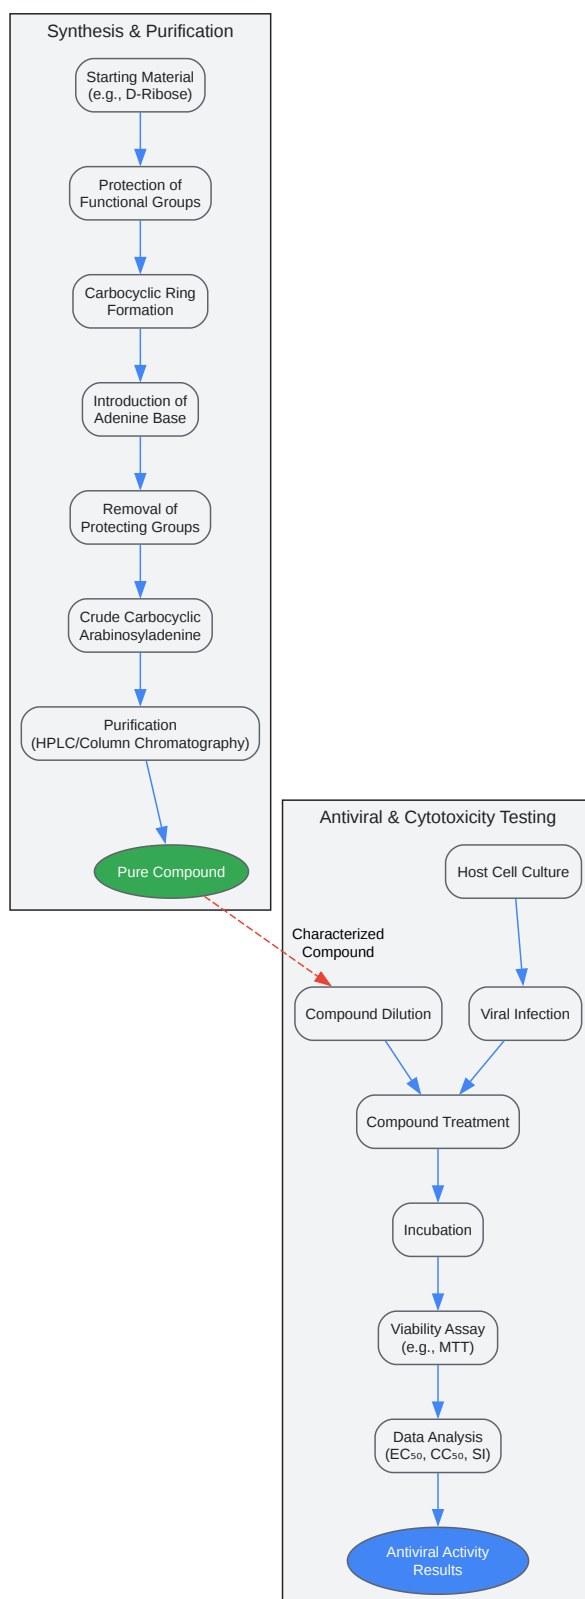 Synthesis & Purification
Starting Material
(e.g., D-Ribose)
Protection of
Functional Groups
Carbocyclic Ring
Formation
Introduction of
Adenine Base
Removal of
Protecting Groups
Crude Carbocyclic
Arabinosyladenine
Purification
(HPLC/Column Chromatography)
Pure Compound
Antiviral & Cytotoxicity Testing
Host Cell Culture
Characterized
Compound
Compound Dilution
Viral Infection
Compound Treatment
Incubation
Viability Assay
(e.g., MTT)
Data Analysis
(EC₅₀, CC₅₀, SI)
Antiviral Activity
Results